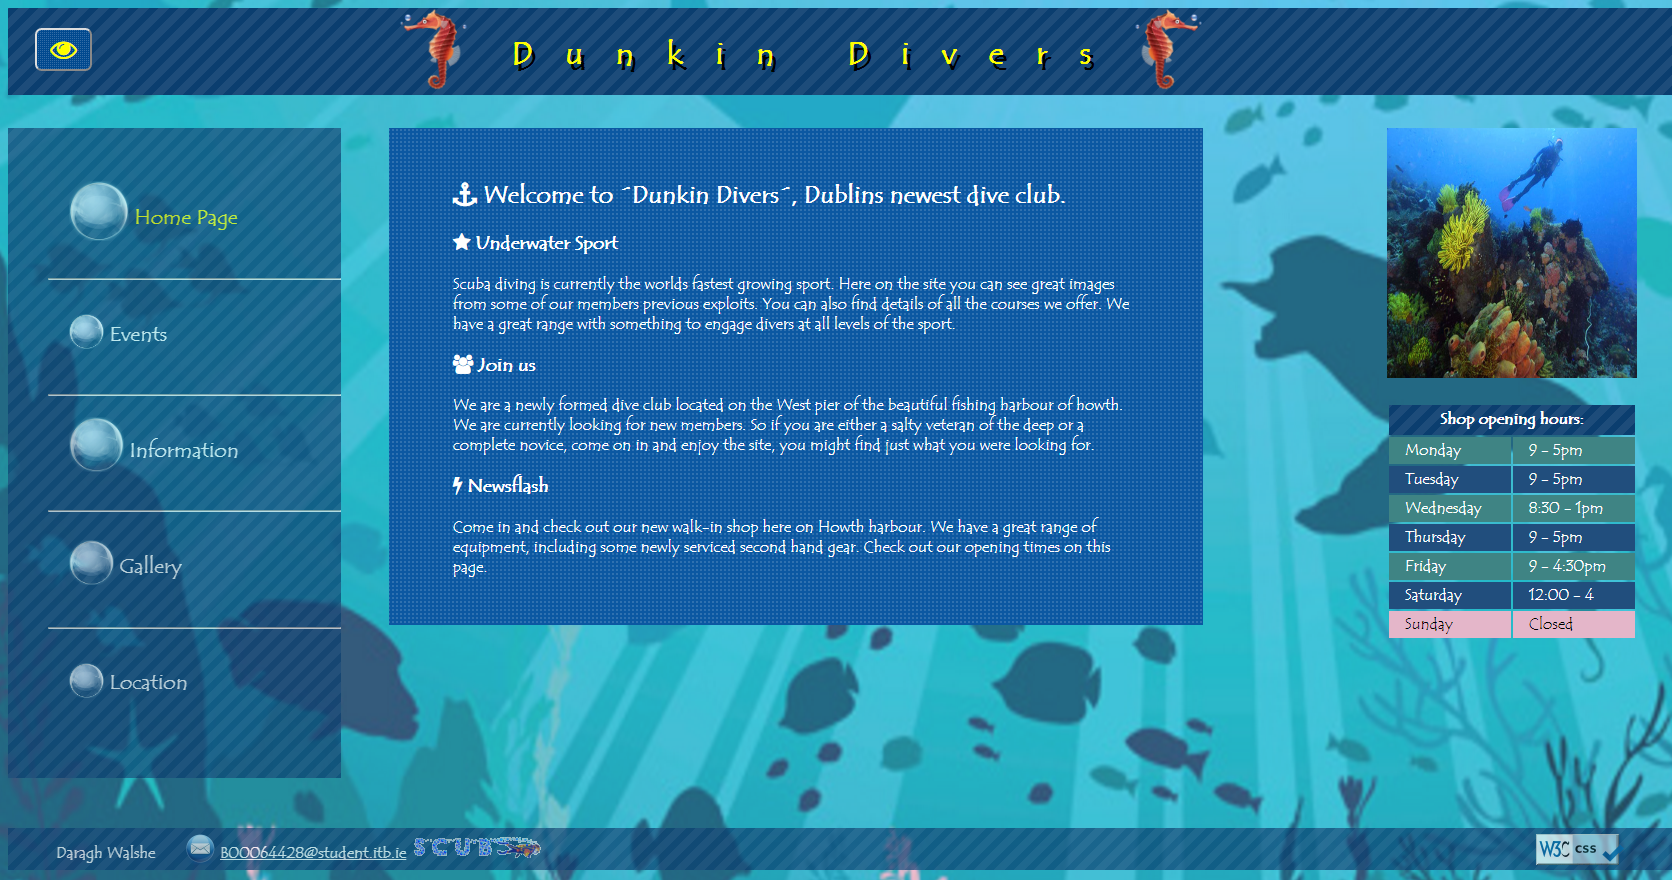 Dunkin Divers
Home Page
Events
Information
Gallery
Location
Welcome to ´Dunkin Divers´, Dublins newest dive club.
Underwater Sport
Scuba diving is currently the worlds fastest growing sport. Here on the site you can see great images
from some of our members previous exploits. You can also find details of all the courses we offer. We
have a great range with something to engage divers at all levels of the sport.
Join us
We are a newly formed dive club located on the West pier of the beautiful fishing harbour of howth.
We are currently looking for new members. So if you are either a salty veteran of the deep or a
complete novice, come on in and enjoy the site, you might find just what you were looking for.
Newsflash
Come in and check out our new walk-in shop here on Howth harbour. We have a great range of
equipment, including some newly serviced second hand gear. Check out our opening times on this
page.
Shop opening hours:
Monday 9 - 5pm
Tuesday 9 - 5pm
Wednesday 8:30 - 1pm
Thursday 9 - 5pm
Friday 9 - 4:30pm
Saturday 12:00 - 4
Sunday Closed
Daragh Walshe B00064428@student.itb.ie SCUBA W3C css